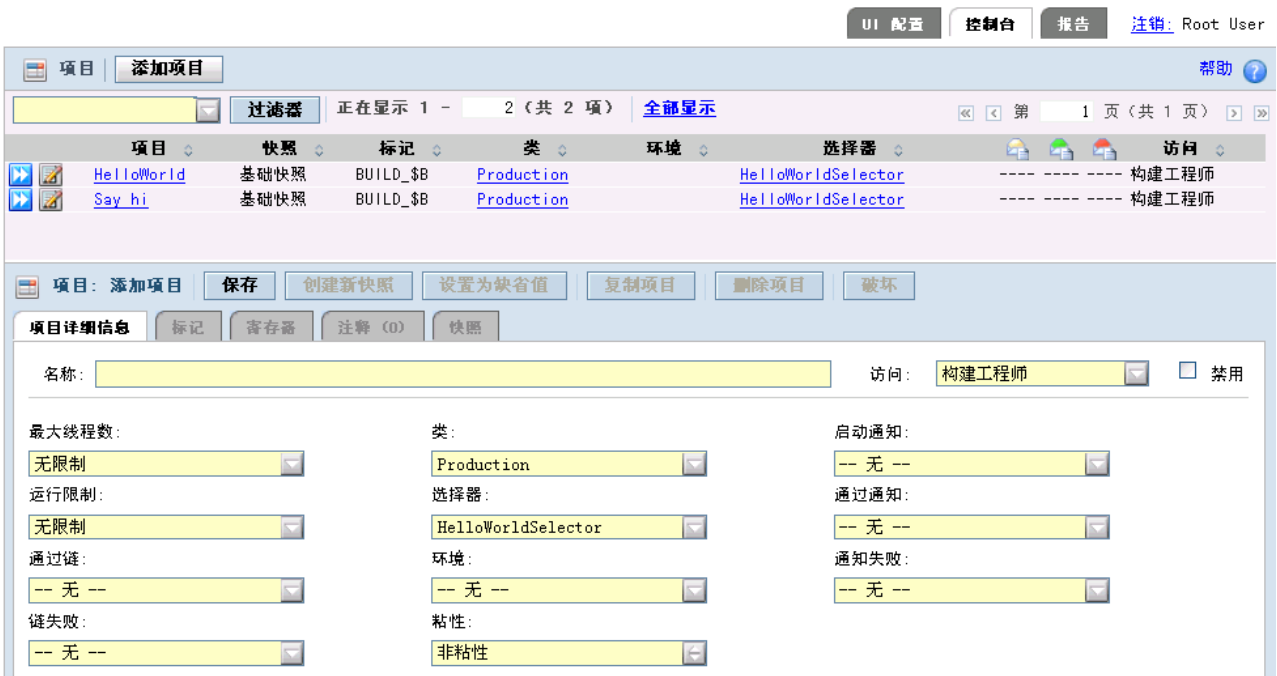 UI 配置 控制台 报告 注销: Root User
项目 添加项目 帮助
过滤器 正在显示 1 - 2 (共 2 项) 全部显示 第 1 页 (共 1 页)
项目 快照 标记 类 环境 选择器 访问
HelloWorld 基础快照 BUILD_$B Production HelloWorldSelector ---- ---- ---- 构建工程师
Say hi 基础快照 BUILD_$B Production HelloWorldSelector ---- ---- ---- 构建工程师
项目: 添加项目 保存 创建新快照 设置为缺省值 复制项目 删除项目 破坏
项目详细信息 标记 寄存器 注释 (0) 快照
名称: 访问: 构建工程师 禁用
最大线程数: 类: 启动通知:
无限制 Production -- 无 --
运行限制: 选择器: 通过通知:
无限制 HelloWorldSelector -- 无 --
通过链: 环境: 通知失败:
-- 无 -- -- 无 -- -- 无 --
链失败: 粘性:
-- 无 -- 非粘性